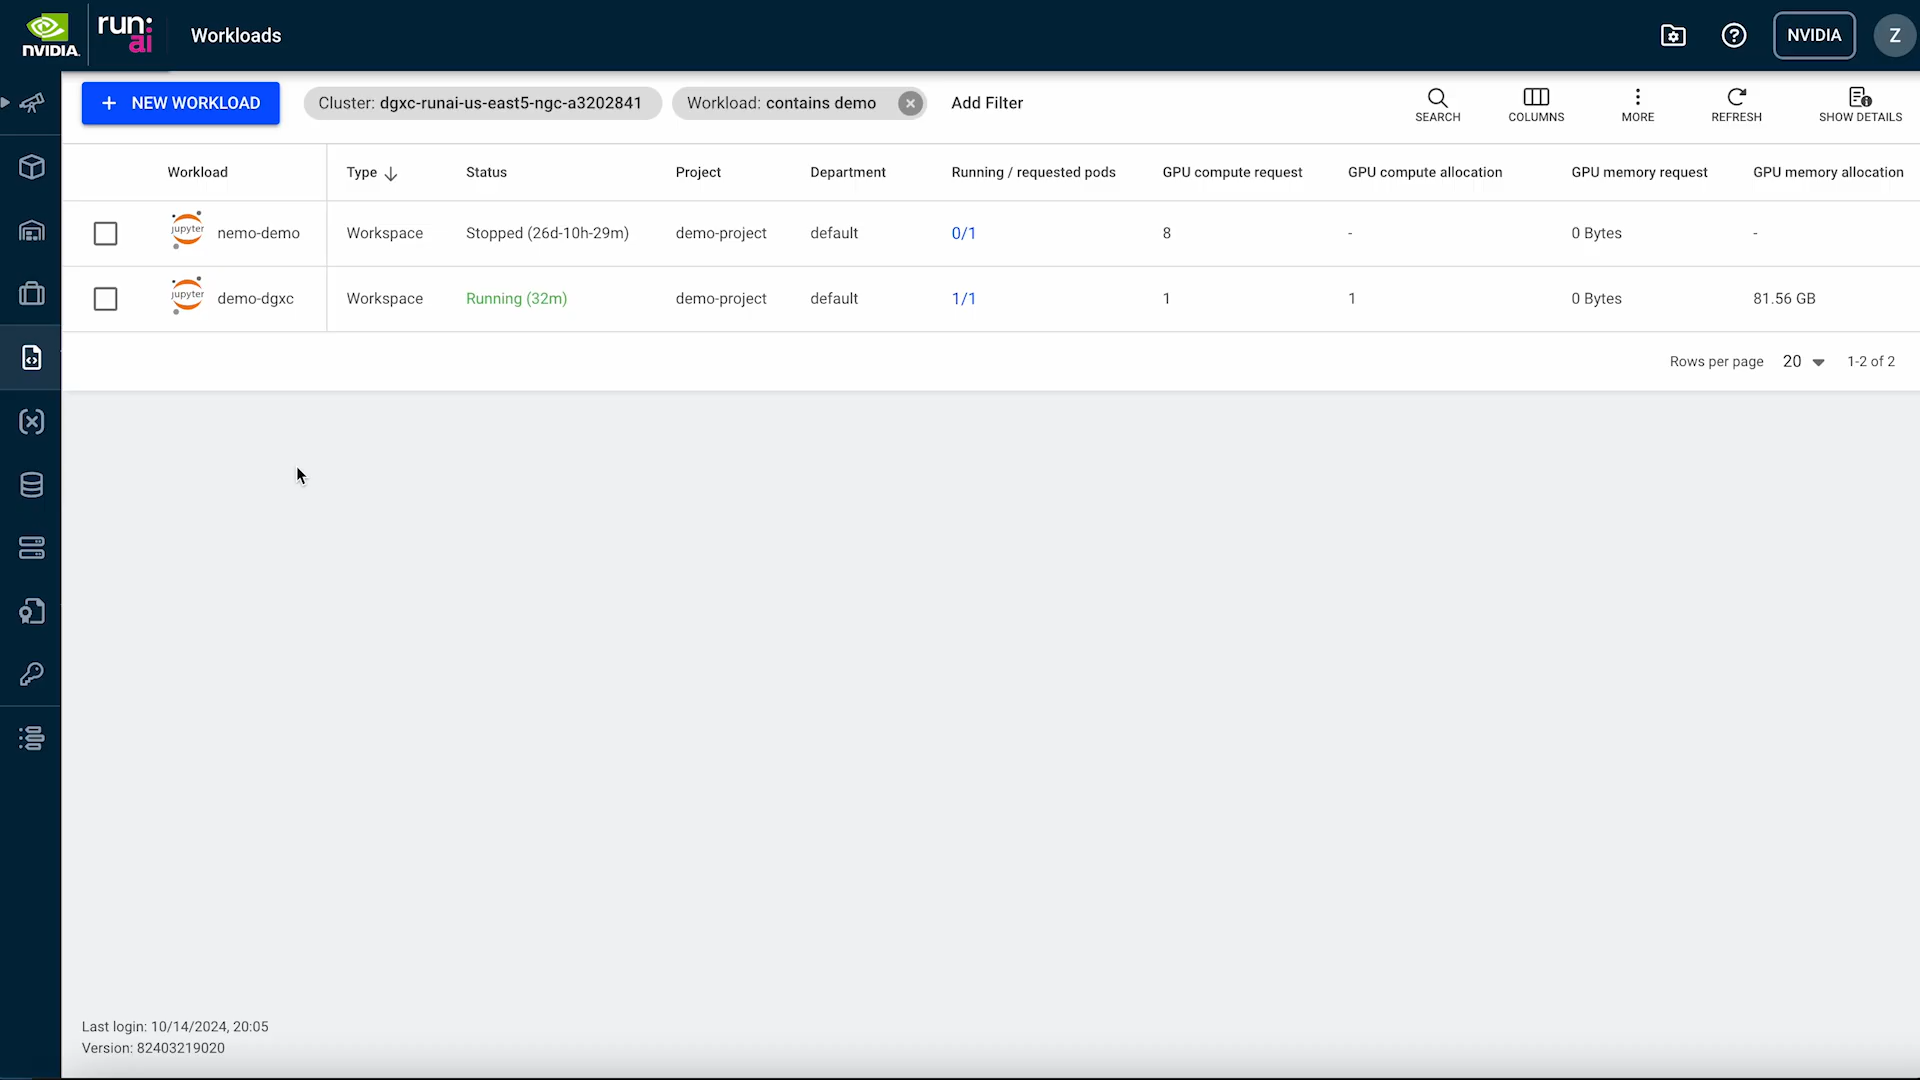 NVIDIA. run: ai Workloads NVIDIA Z
+ NEW WORKLOAD Cluster: dgxc-runai-us-east5-ngc-a3202841 Workload: contains demo Add Filter SEARCH COLUMNS MORE REFRESH SHOW DETAILS
Workload Type Status Project Department Running / requested pods GPU compute request GPU compute allocation GPU memory request GPU memory allocation
jupyter nemo-demo Workspace Stopped (26d-10h-29m) demo-project default 0/1 8 - 0 Bytes -
jupyter demo-dgxc Workspace Running (32m) demo-project default 1/1 1 1 0 Bytes 81.56 GB
Rows per page 20 1-2 of 2
Last login: 10/14/2024, 20:05
Version: 82403219020